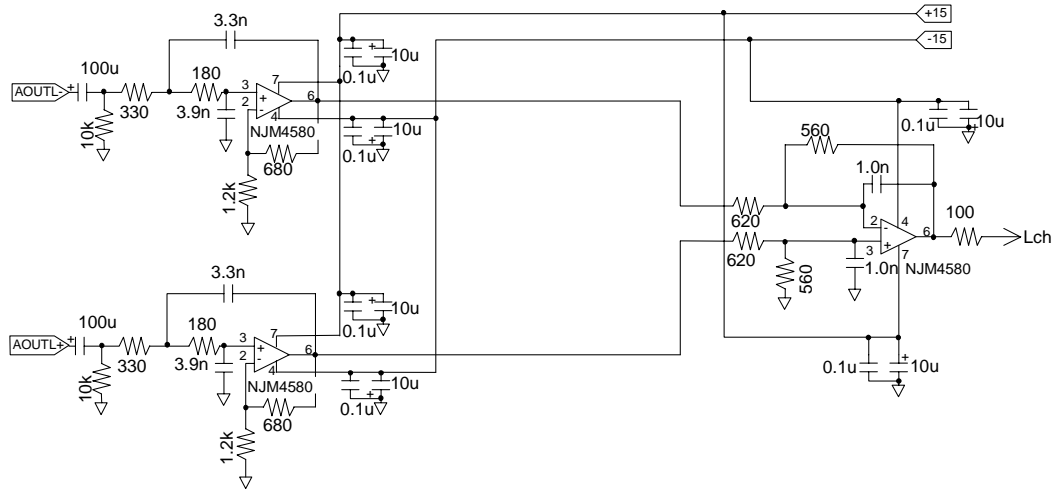 +15
-15
3.3n
10u
0.1u
100u
180
7
3
+
6
AOUTL-
+
2
-
330
3.9n
4
NJM4580
10k
10u
0.1u
680
1.2k
0.1u
10u
560
1.0n
620
2
-
4
6
100
Lch
+
3
7
620
560
1.0n
NJM4580
3.3n
10u
0.1u
100u
180
7
3
+
6
AOUTL+
+
2
-
330
3.9n
4
NJM4580
10k
10u
0.1u
680
1.2k
0.1u
10u